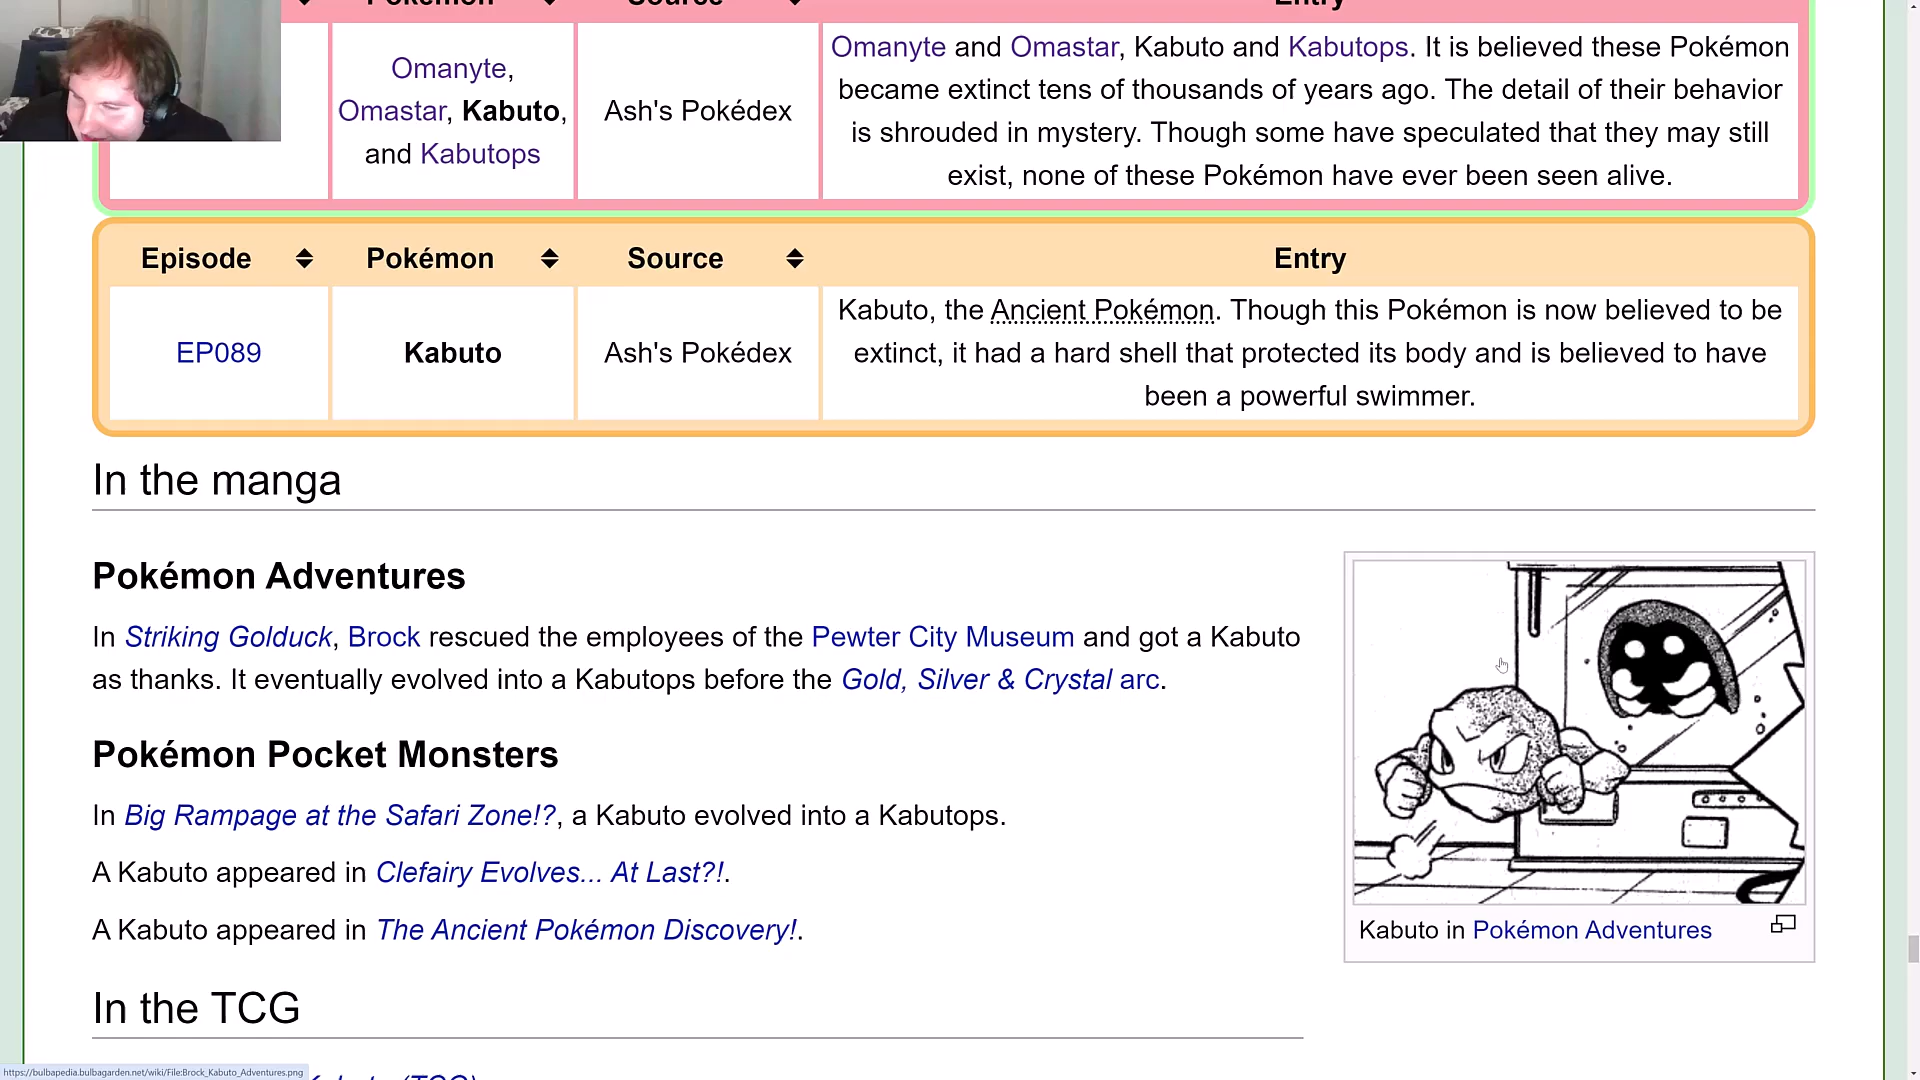 Pokémon Source Entry
Omanyte,
Omastar, Kabuto,
and Kabutops
Ash's Pokédex
Omanyte and Omastar, Kabuto and Kabutops. It is believed these Pokémon
became extinct tens of thousands of years ago. The detail of their behavior
is shrouded in mystery. Though some have speculated that they may still
exist, none of these Pokémon have ever been seen alive.
Episode Pokémon Source Entry
EP089
Kabuto
Ash's Pokédex
Kabuto, the Ancient Pokémon. Though this Pokémon is now believed to be
extinct, it had a hard shell that protected its body and is believed to have
been a powerful swimmer.
In the manga
Pokémon Adventures
In Striking Golduck, Brock rescued the employees of the Pewter City Museum and got a Kabuto
as thanks. It eventually evolved into a Kabutops before the Gold, Silver & Crystal arc.
Pokémon Pocket Monsters
In Big Rampage at the Safari Zone!?, a Kabuto evolved into a Kabutops.
A Kabuto appeared in Clefairy Evolves... At Last?!.
A Kabuto appeared in The Ancient Pokémon Discovery!.
Kabuto in Pokémon Adventures
In the TCG
Kabuto (TCG)
https://bulbapedia.bulbagarden.net/wiki/File:Brock_Kabuto_Adventures.png